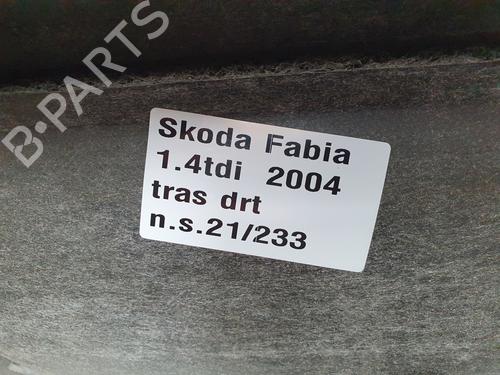 B-PARTS
Skoda Fabia
1.4tdi 2004
tras drt
n.s.21/233